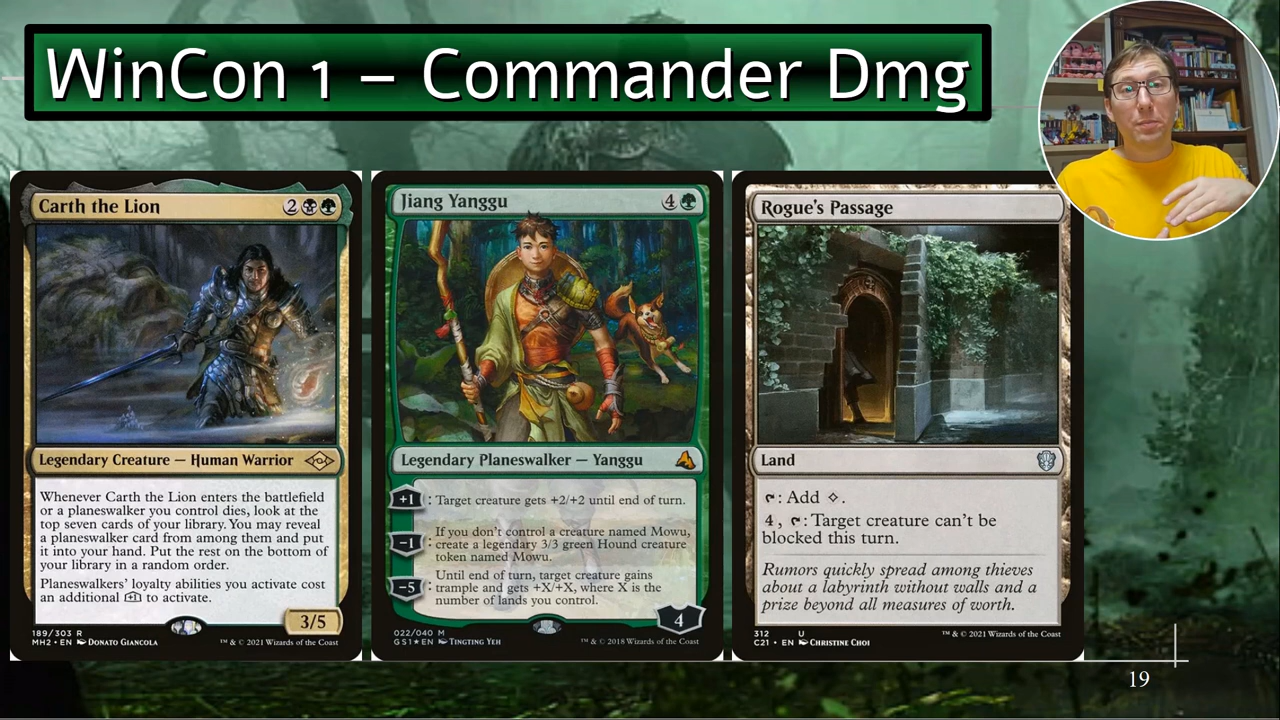 WinCon 1 – Commander Dmg
Carth the Lion 2
Legendary Creature — Human Warrior
Whenever Carth the Lion enters the battlefield
or a planeswalker you control dies, look at the
top seven cards of your library. You may reveal
a planeswalker card from among them and put
it into your hand. Put the rest on the bottom of
your library in a random order.
Planeswalkers' loyalty abilities you activate cost
an additional +1 to activate.
3/5
189/303 R
MH2 • EN Donato Giancola
™ & © 2021 Wizards of the Coast
Jiang Yanggu 4
Legendary Planeswalker — Yanggu
+1 : Target creature gets +2/+2 until end of turn.
-1 : If you don't control a creature named Mowu,
create a legendary 3/3 green Hound creature
token named Mowu.
-5 : Until end of turn, target creature gains
trample and gets +X/+X, where X is the
number of lands you control.
4
022/040 M
GS1 ★ EN Tingting Yeh
™ & © 2018 Wizards of the Coast
Rogue's Passage
Land
: Add .
4 , : Target creature can't be
blocked this turn.
Rumors quickly spread among thieves
about a labyrinth without walls and a
prize beyond all measures of worth.
312 U
C21 • EN Christine Choi
™ & © 2021 Wizards of the Coast
19